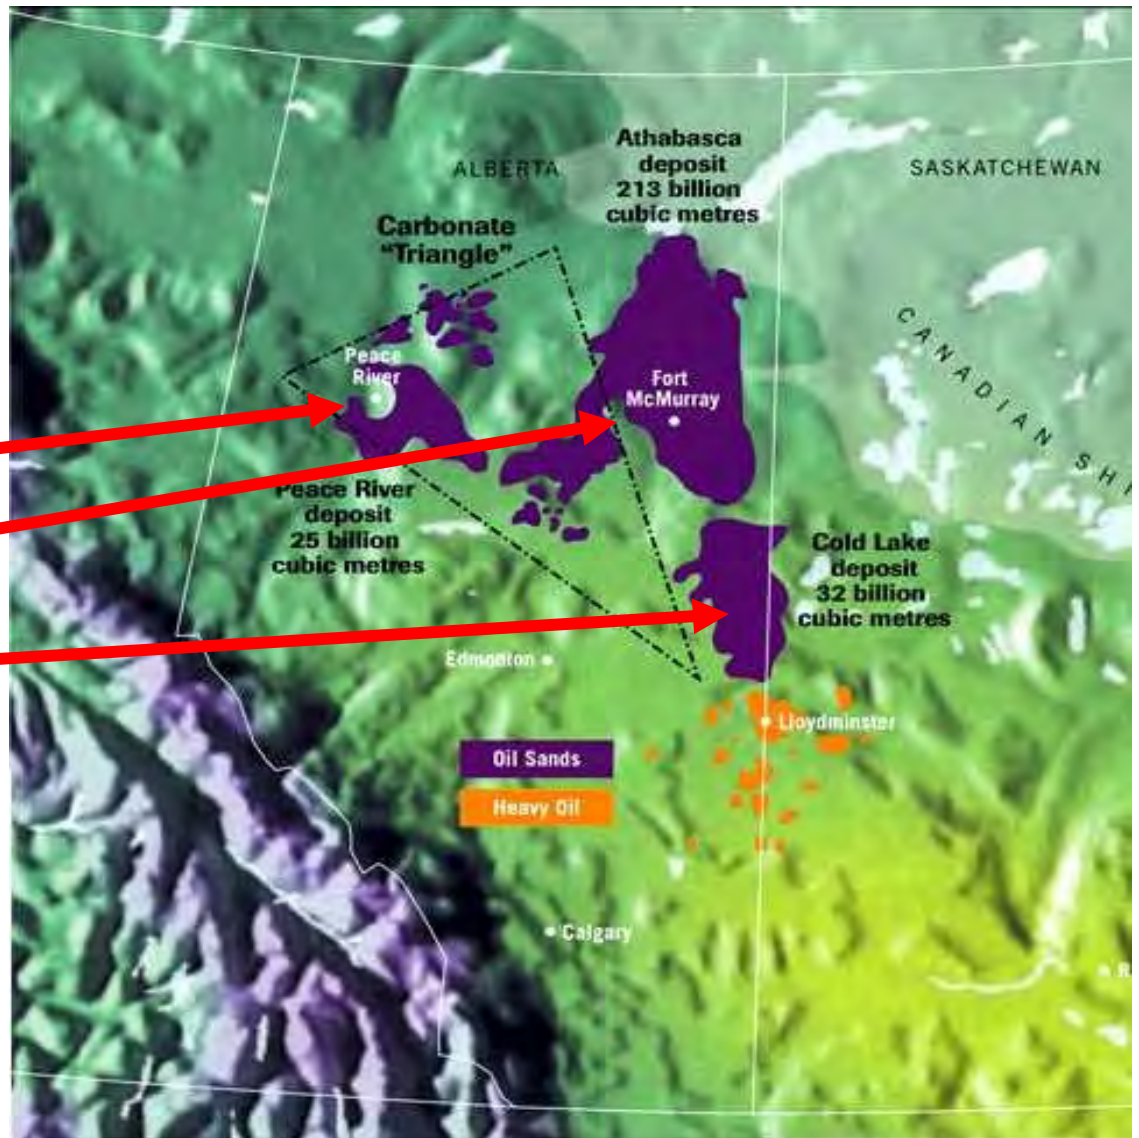 ALBERTA
SASKATCHEWAN
Athabasca
deposit
213 billion
cubic metres
Carbonate
"Triangle"
Peace
River
Fort
McMurray
CANADIAN SHI
Peace River
deposit
25 billion
cubic metres
Cold Lake
deposit
32 billion
cubic metres
Edmonton
Lloydminster
Oil Sands
Heavy Oil
Calgary
R